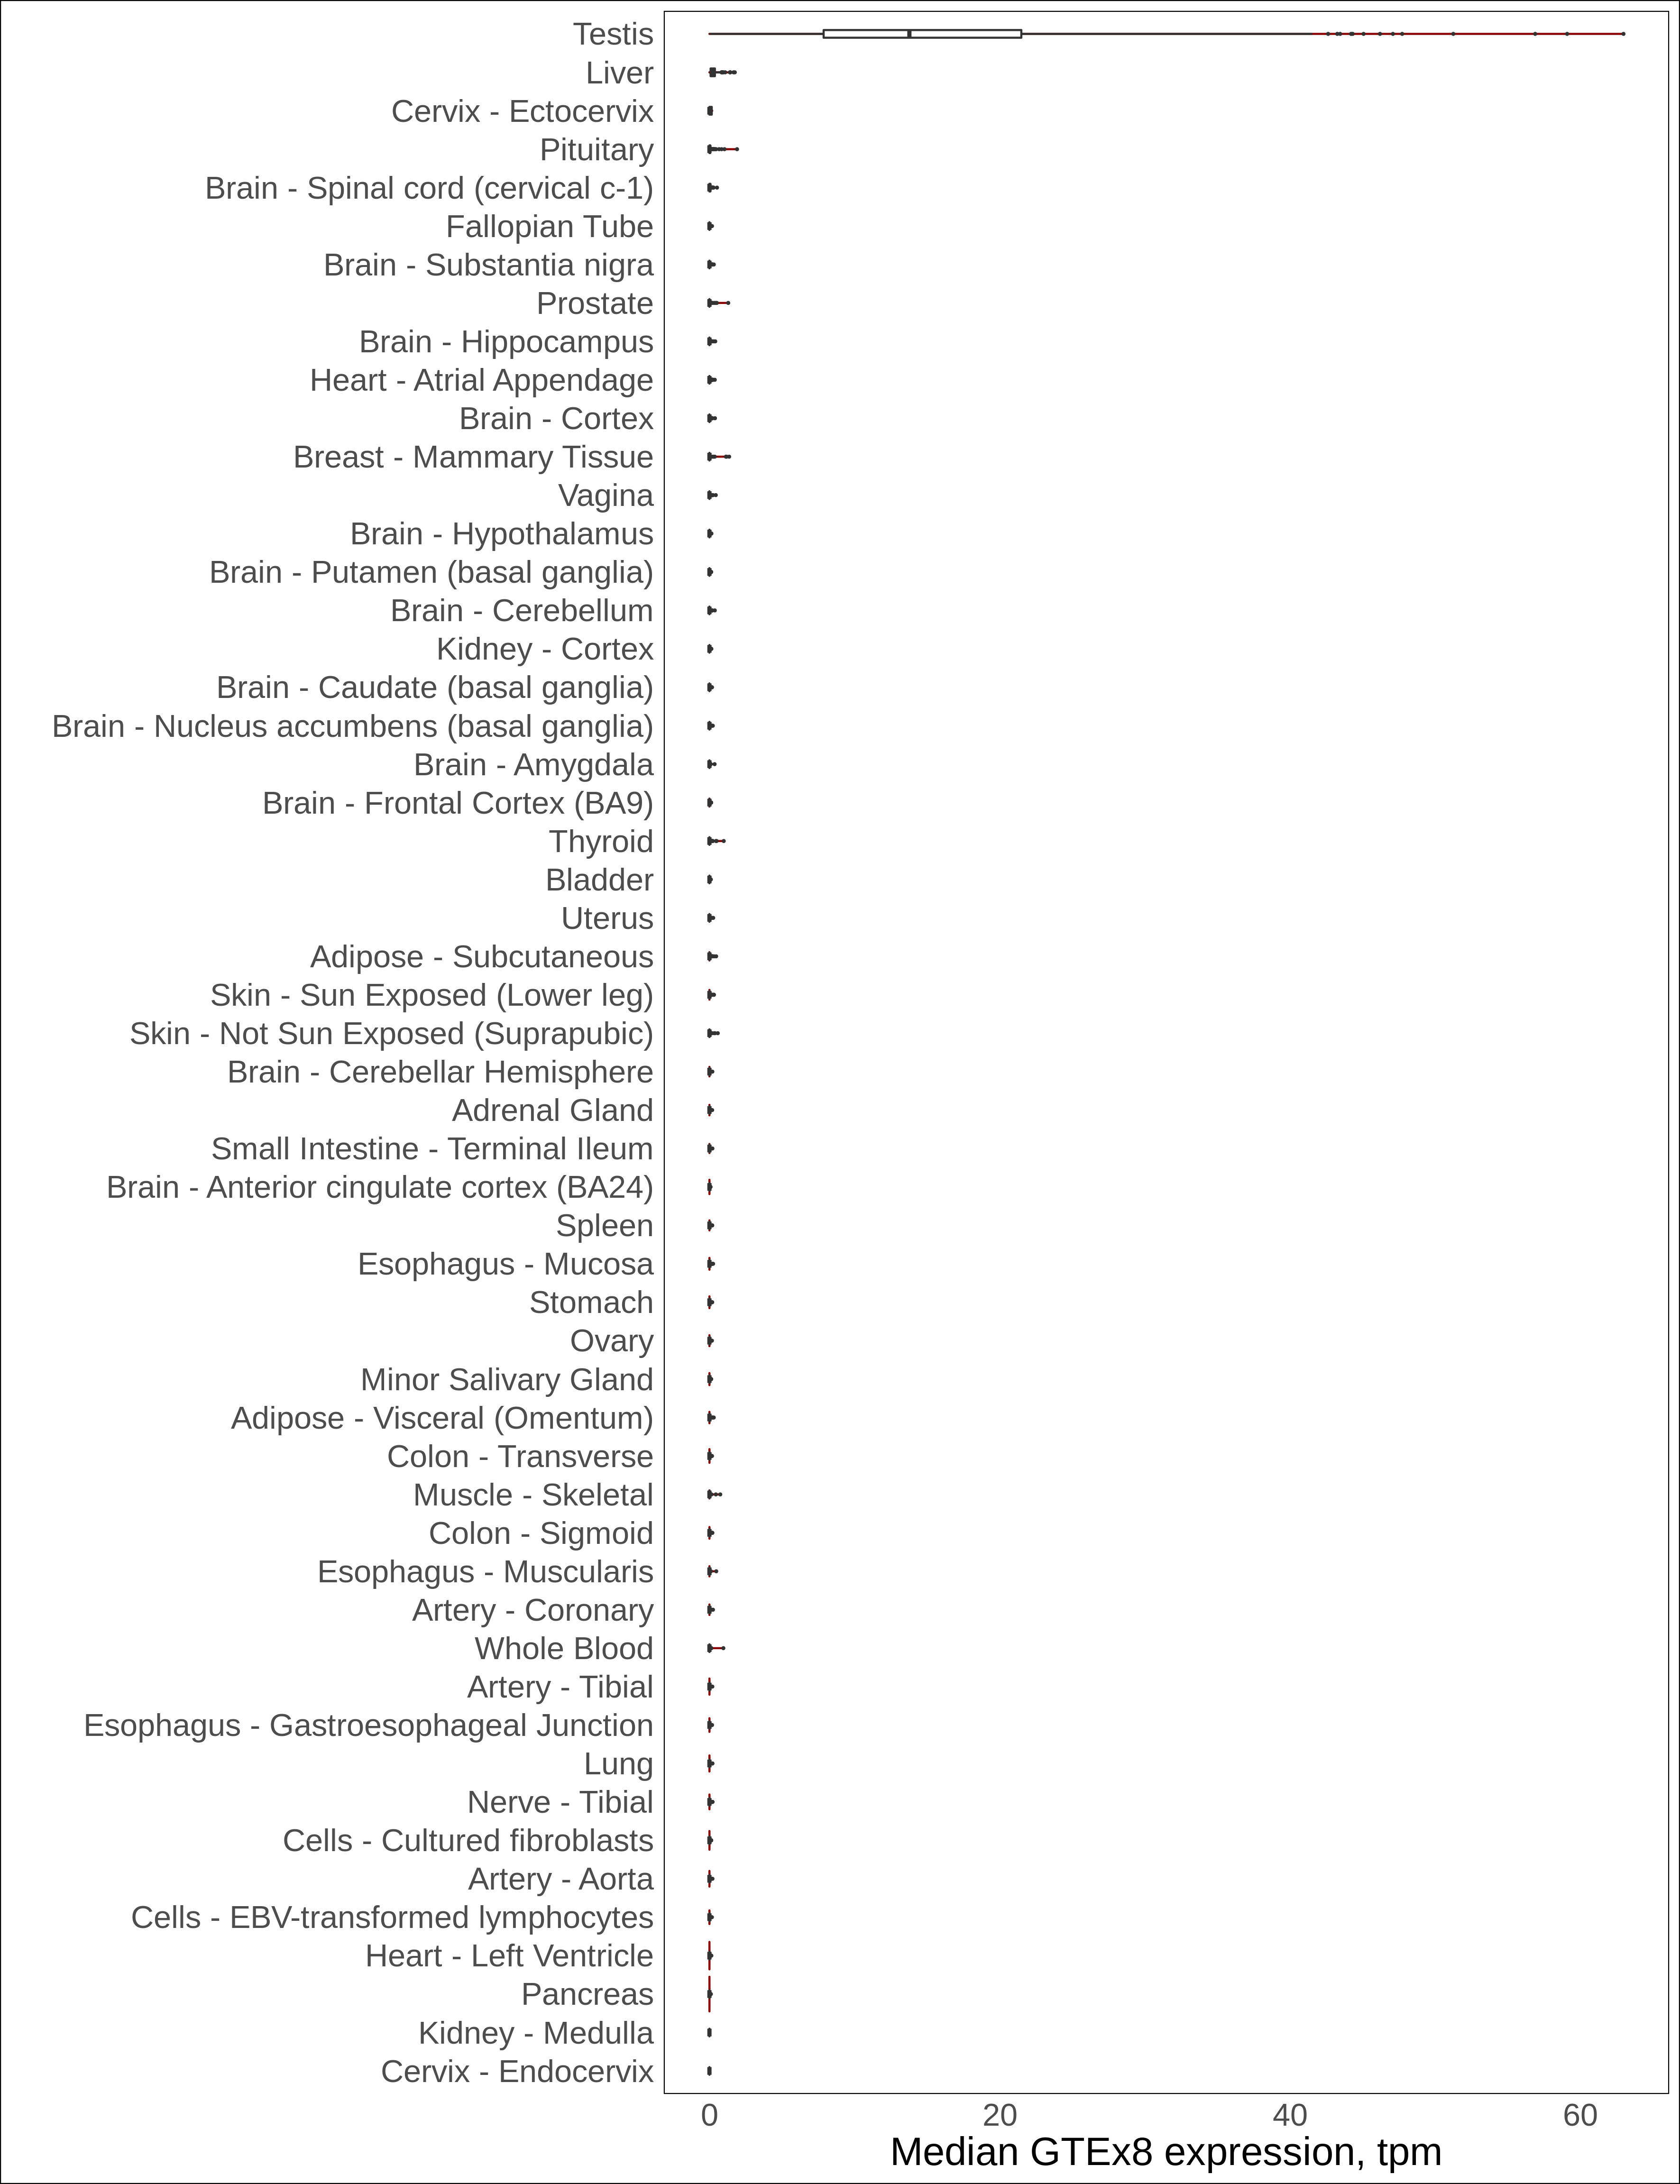 Testis
Liver
Cervix - Ectocervix
Pituitary
Brain - Spinal cord (cervical c-1)
Fallopian Tube
Brain - Substantia nigra
Prostate
Brain - Hippocampus
Heart - Atrial Appendage
Brain - Cortex
Breast - Mammary Tissue
Vagina
Brain - Hypothalamus
Brain - Putamen (basal ganglia)
Brain - Cerebellum
Kidney - Cortex
Brain - Caudate (basal ganglia)
Brain - Nucleus accumbens (basal ganglia)
Brain - Amygdala
Brain - Frontal Cortex (BA9)
Thyroid
Bladder
Uterus
Adipose - Subcutaneous
Skin - Sun Exposed (Lower leg)
Skin - Not Sun Exposed (Suprapubic)
Brain - Cerebellar Hemisphere
Adrenal Gland
Small Intestine - Terminal Ileum
Brain - Anterior cingulate cortex (BA24)
Spleen
Esophagus - Mucosa
Stomach
Ovary
Minor Salivary Gland
Adipose - Visceral (Omentum)
Colon - Transverse
Muscle - Skeletal
Colon - Sigmoid
Esophagus - Muscularis
Artery - Coronary
Whole Blood
Artery - Tibial
Esophagus - Gastroesophageal Junction
Lung
Nerve - Tibial
Cells - Cultured fibroblasts
Artery - Aorta
Cells - EBV-transformed lymphocytes
Heart - Left Ventricle
Pancreas
Kidney - Medulla
Cervix - Endocervix
0 20 40 60
Median GTEx8 expression, tpm